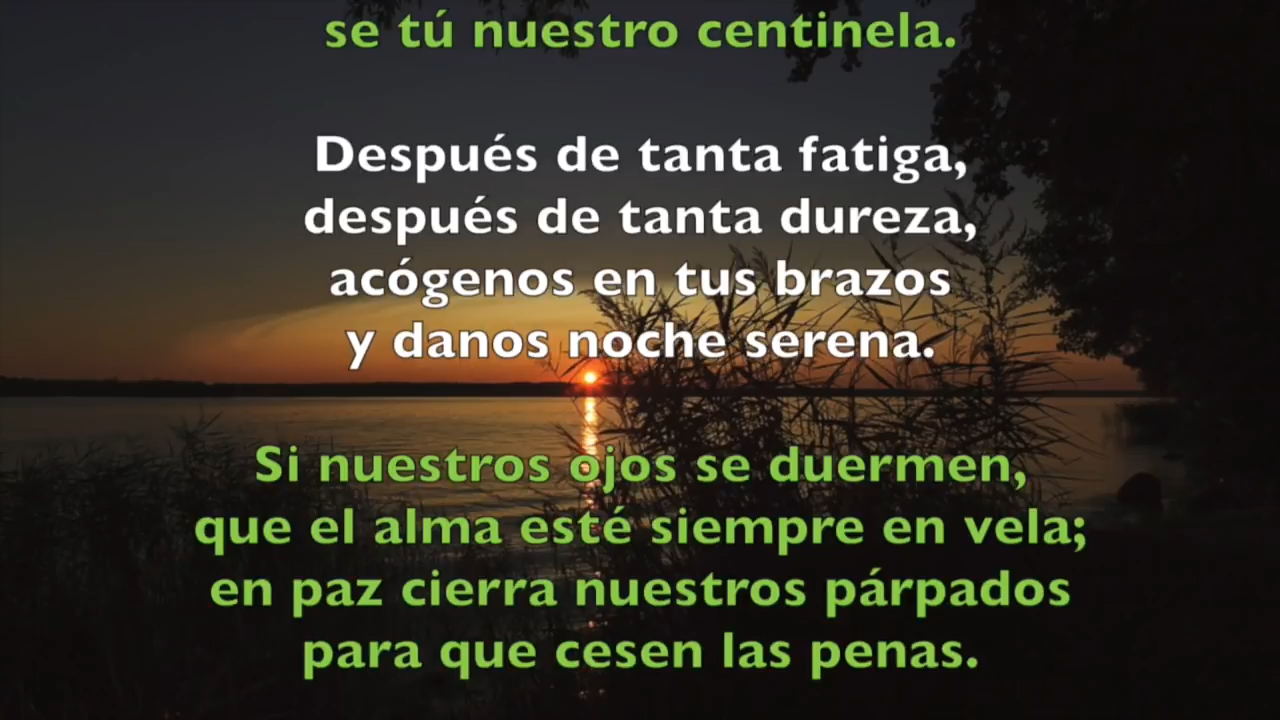 se tú nuestro centinela.
Después de tanta fatiga,
después de tanta dureza,
acógenos en tus brazos
y danos noche serena.
Si nuestros ojos se duermen,
que el alma esté siempre en vela;
en paz cierra nuestros párpados
para que cesen las penas.